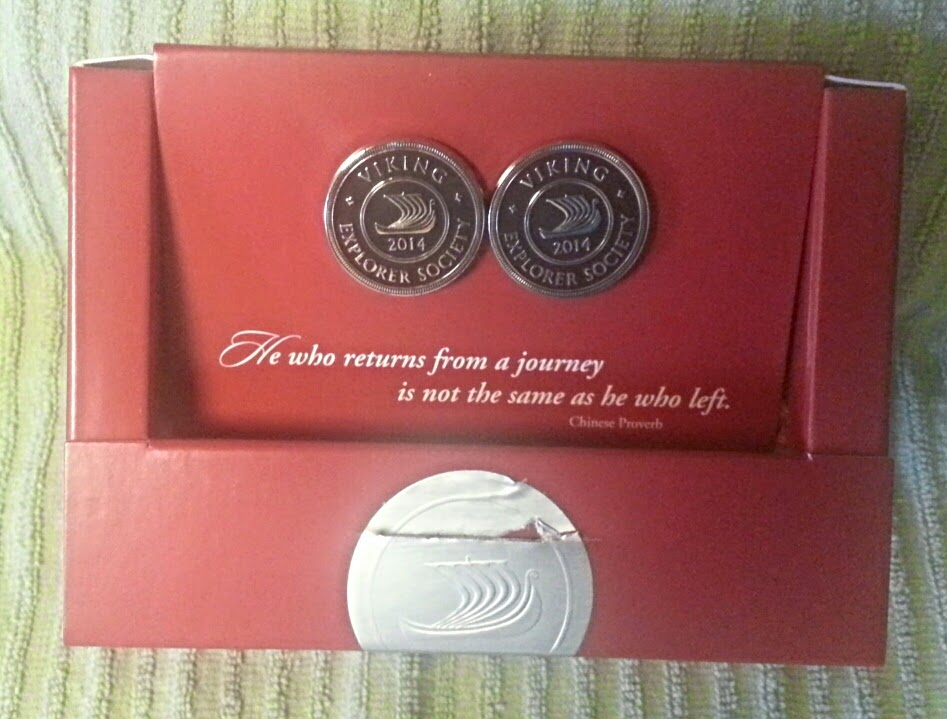 VIKING
2014
EXPLORER SOCIETY
VIKING
2014
EXPLORER SOCIETY
He who returns from a journey
is not the same as he who left.
Chinese Proverb